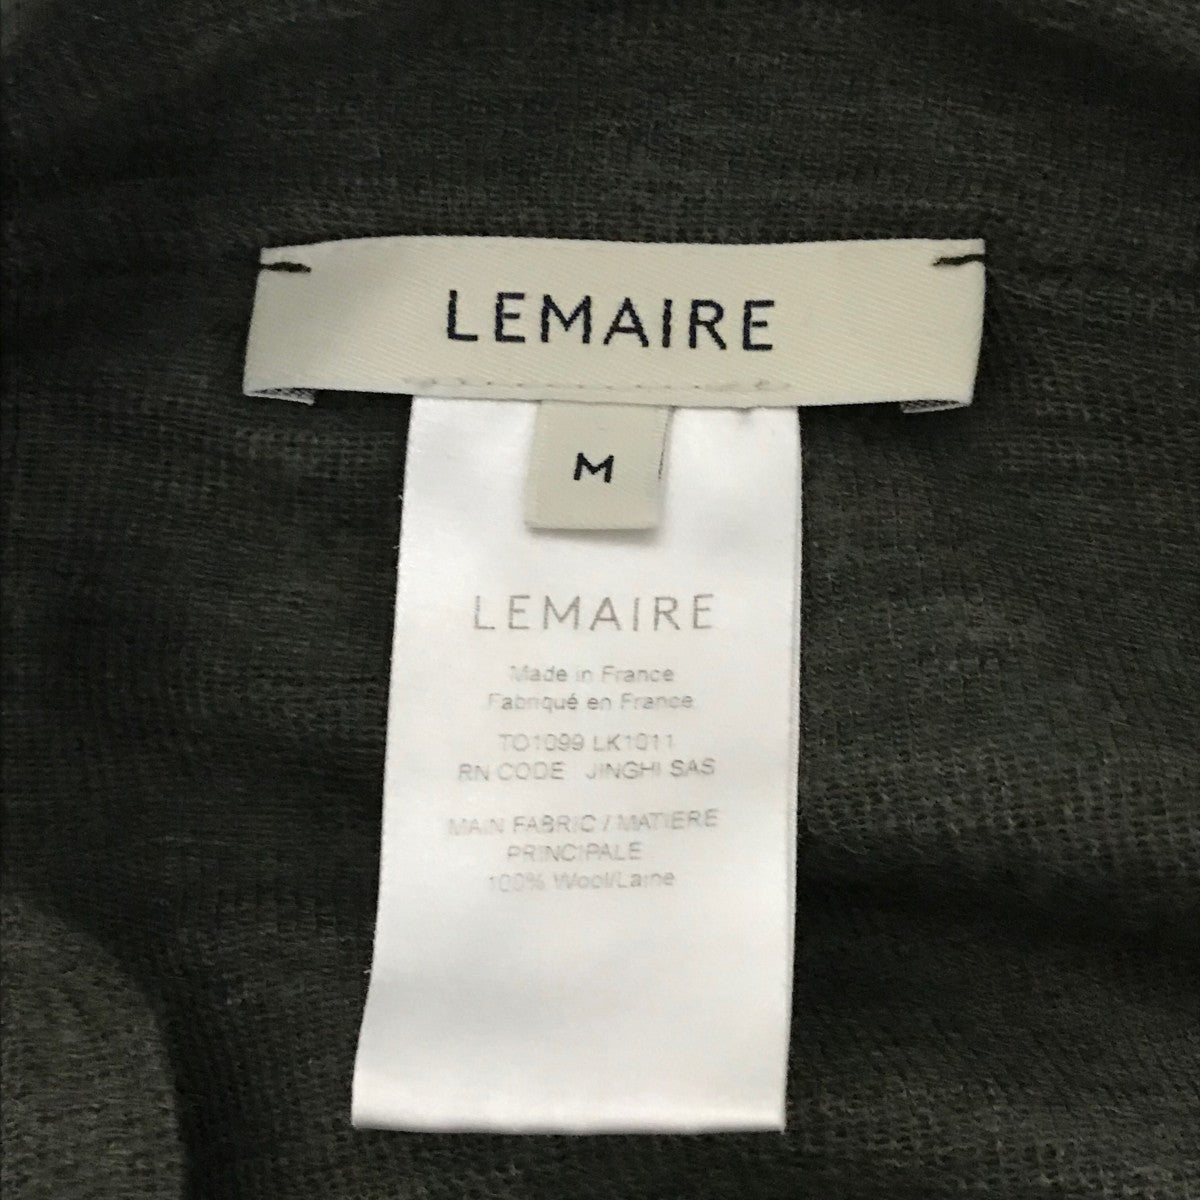 LEMAIRE
M
LEMAIRE
Made in France
Fabriqué en France
TO1099 LK1011
RN CODE JINGHI SAS
MAIN FABRIC / MATIERE
PRINCIPALE
100% Wool/Laine